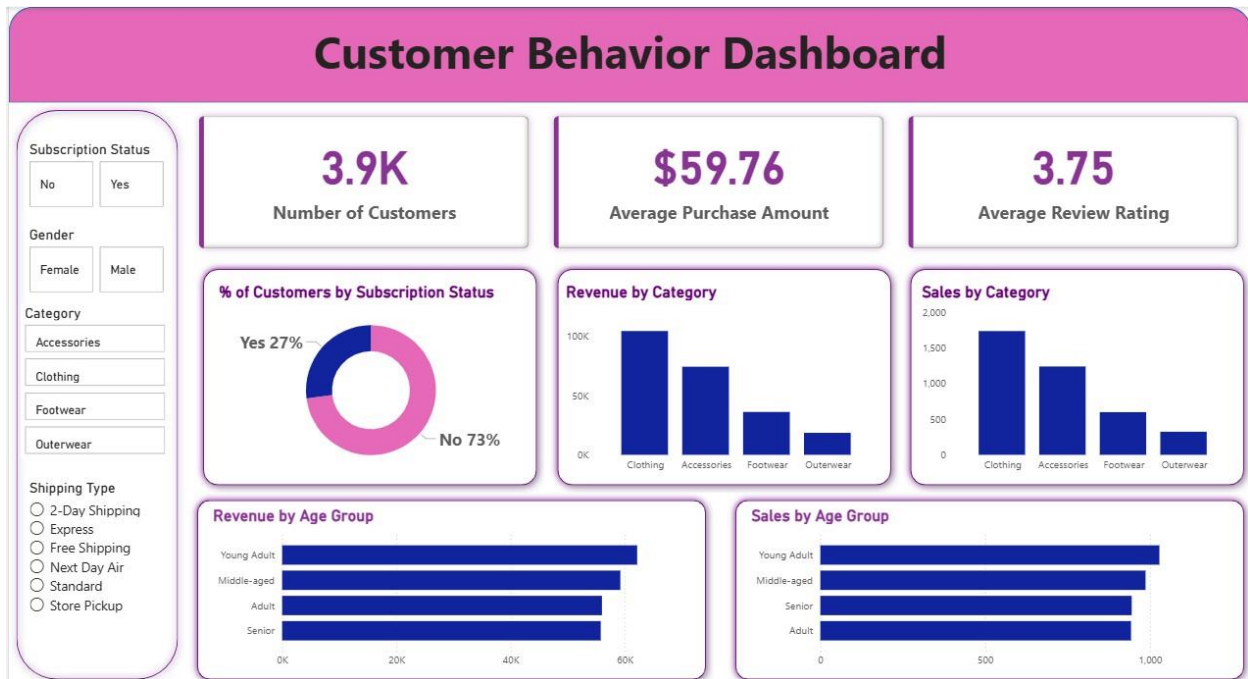 Customer Behavior Dashboard
Subscription Status
No Yes
Gender
Female Male
Category
Accessories
Clothing
Footwear
Outerwear
Shipping Type
2-Day Shipping
Express
Free Shipping
Next Day Air
Standard
Store Pickup
3.9K
Number of Customers
$59.76
Average Purchase Amount
3.75
Average Review Rating
% of Customers by Subscription Status
Yes 27%
No 73%
Revenue by Category
100K
50K
0K
Clothing Accessories Footwear Outerwear
Sales by Category
2,000
1,500
1,000
500
0
Clothing Accessories Footwear Outerwear
Revenue by Age Group
Young Adult
Middle-aged
Adult
Senior
0K 20K 40K 60K
Sales by Age Group
Young Adult
Middle-aged
Senior
Adult
0 500 1,000